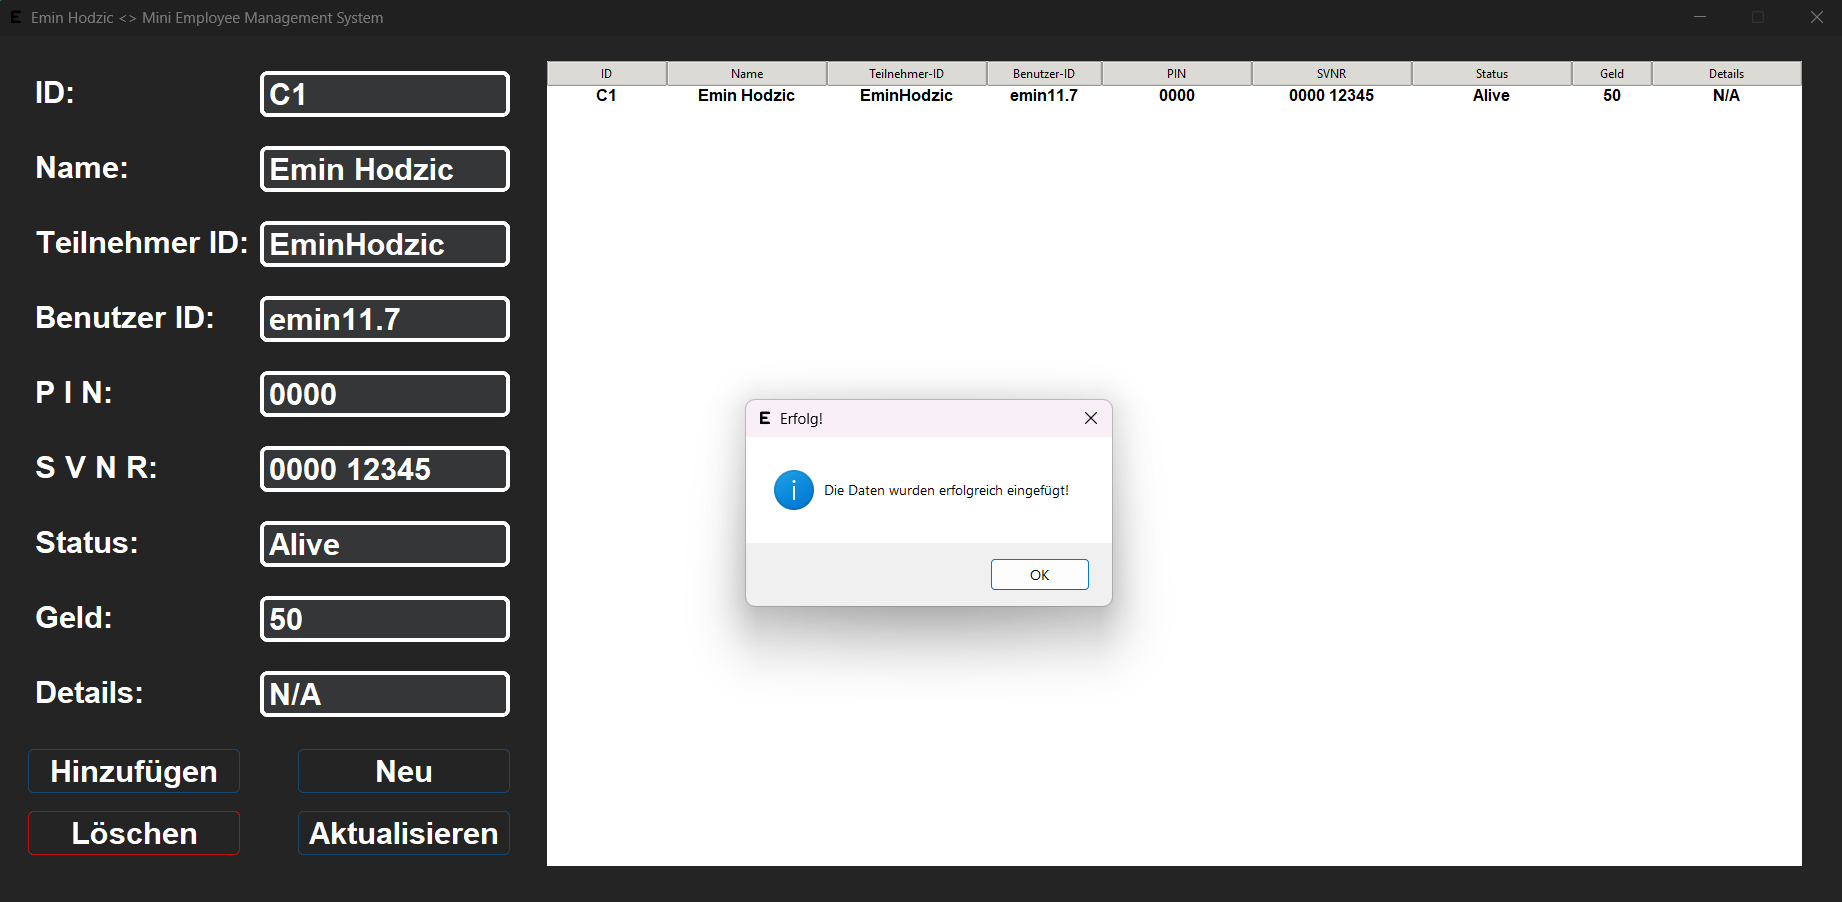 E Emin Hodzic <> Mini Employee Management System
ID: C1
Name: Emin Hodzic
Teilnehmer ID: EminHodzic
Benutzer ID: emin11.7
P I N: 0000
S V N R: 0000 12345
Status: Alive
Geld: 50
Details: N/A
Hinzufügen Neu
Löschen Aktualisieren
ID Name Teilnehmer-ID Benutzer-ID PIN SVNR Status Geld Details
C1 Emin Hodzic EminHodzic emin11.7 0000 0000 12345 Alive 50 N/A
E Erfolg!
i Die Daten wurden erfolgreich eingefügt!
OK